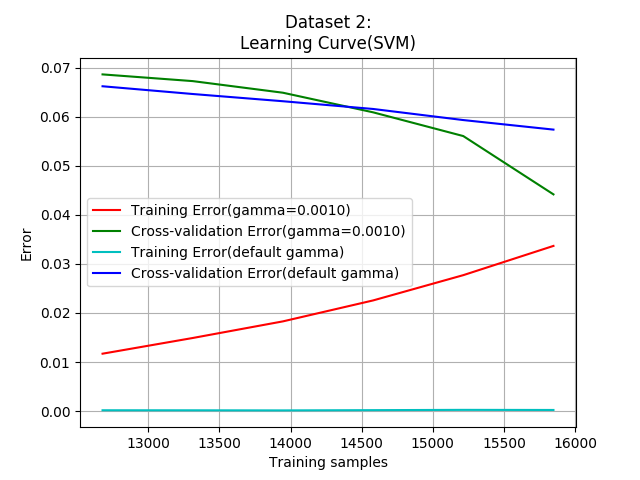 Dataset 2:
Learning Curve(SVM)
0.07
0.06
0.05
0.04
0.03
0.02
0.01
0.00
Error
Training Error(gamma=0.0010)
Cross-validation Error(gamma=0.0010)
Training Error(default gamma)
Cross-validation Error(default gamma)
13000 13500 14000 14500 15000 15500 16000
Training samples